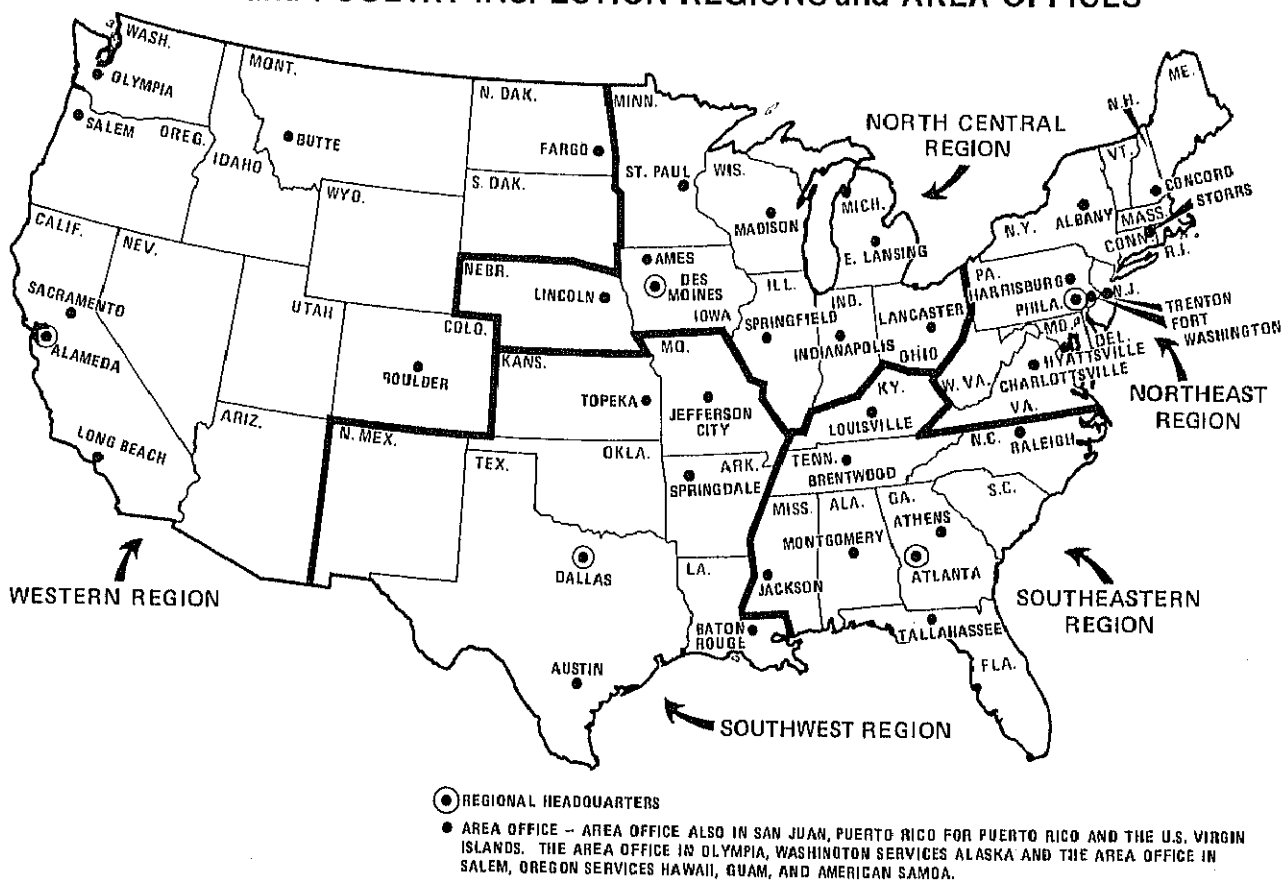 and POULTRY INSPECTION REGIONS and AREA OFFICES
WASH.
OLYMPIA
MONT.
N. DAK.
MINN.
ME.
N.H.
SALEM
OREG.
BUTTE
FARGO
NORTH CENTRAL
REGION
VT.
IDAHO
ST. PAUL
WIS.
S. DAK.
CONCORD
STORRS
WYO.
MICH.
MADISON
N.Y.
ALBANY
MASS.
CONN.
R.I.
CALIF.
NEV.
E. LANSING
NEBR.
AMES
DES
MOINES
IOWA
ILL.
IND.
PA.
HARRISBURG
PHILA.
N.J.
TRENTON
FORT
WASHINGTON
LINCOLN
SACRAMENTO
UTAH
COLO.
SPRINGFIELD
LANCASTER
INDIANAPOLIS
OHIO
MD.
DEL.
HYATTSVILLE
CHARLOTTSVILLE
ALAMEDA
KANS.
MO.
W. VA.
VA.
NORTHEAST
REGION
BOULDER
TOPEKA
JEFFERSON
CITY
KY.
LOUISVILLE
ARIZ.
N. MEX.
LONG BEACH
OKLA.
TEX.
ARK.
SPRINGDALE
TENN.
BRENTWOOD
N.C.
RALEIGH
S.C.
MISS.
ALA.
GA.
ATHENS
MONTGOMERY
ATLANTA
WESTERN REGION
DALLAS
LA.
JACKSON
SOUTHEASTERN
REGION
BATON
ROUGE
TALLAHASSEE
FLA.
AUSTIN
SOUTHWEST REGION
REGIONAL HEADQUARTERS
AREA OFFICE – AREA OFFICE ALSO IN SAN JUAN, PUERTO RICO FOR PUERTO RICO AND THE U.S. VIRGIN
ISLANDS. THE AREA OFFICE IN OLYMPIA, WASHINGTON SERVICES ALASKA AND THE AREA OFFICE IN
SALEM, OREGON SERVICES HAWAII, GUAM, AND AMERICAN SAMOA.